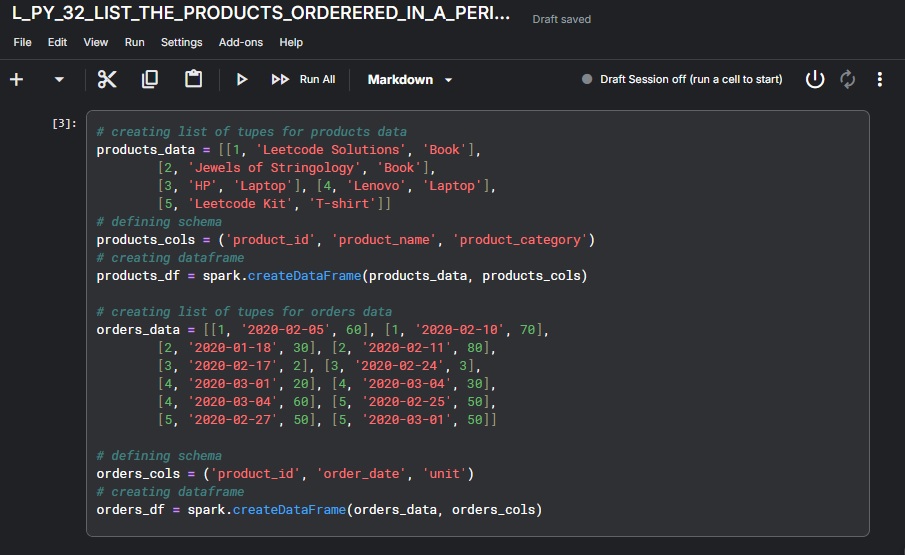 L_PY_32_LIST_THE_PRODUCTS_ORDERERED_IN_A_PERI...
Draft saved
File Edit View Run Settings Add-ons Help
Run All Markdown Draft Session off (run a cell to start)
[3]:
# creating list of tupes for products data
products_data = [[1, 'Leetcode Solutions', 'Book'],
[2, 'Jewels of Stringology', 'Book'],
[3, 'HP', 'Laptop'], [4, 'Lenovo', 'Laptop'],
[5, 'Leetcode Kit', 'T-shirt']]
# defining schema
products_cols = ('product_id', 'product_name', 'product_category')
# creating dataframe
products_df = spark.createDataFrame(products_data, products_cols)
# creating list of tupes for orders data
orders_data = [[1, '2020-02-05', 60], [1, '2020-02-10', 70],
[2, '2020-01-18', 30], [2, '2020-02-11', 80],
[3, '2020-02-17', 2], [3, '2020-02-24', 3],
[4, '2020-03-01', 20], [4, '2020-03-04', 30],
[4, '2020-03-04', 60], [5, '2020-02-25', 50],
[5, '2020-02-27', 50], [5, '2020-03-01', 50]]
# defining schema
orders_cols = ('product_id', 'order_date', 'unit')
# creating dataframe
orders_df = spark.createDataFrame(orders_data, orders_cols)